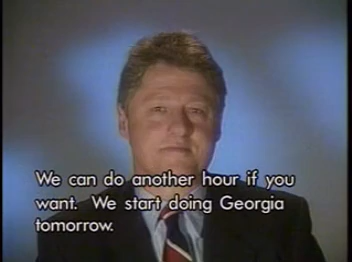 We can do another hour if you
want. We start doing Georgia
tomorrow.